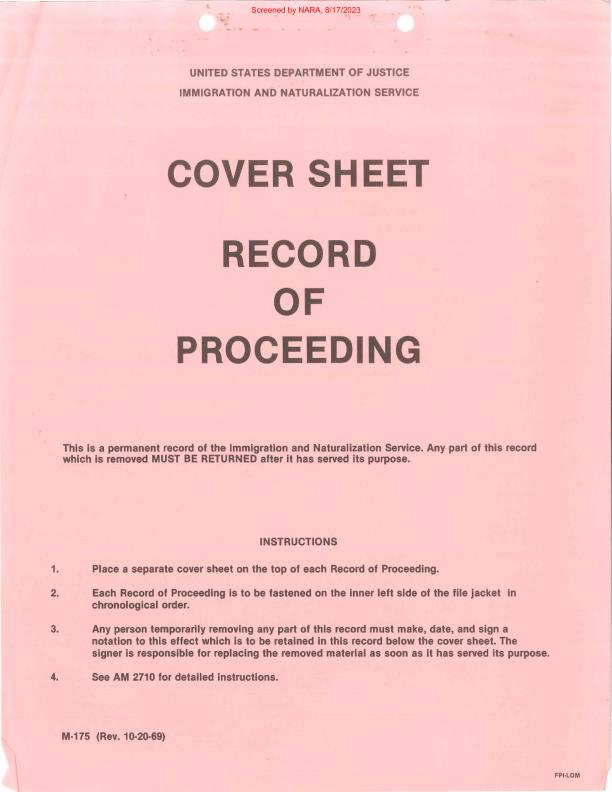 Screened by NARA, 8/17/2023
UNITED STATES DEPARTMENT OF JUSTICE
IMMIGRATION AND NATURALIZATION SERVICE
COVER SHEET
RECORD
OF
PROCEEDING
This is a permanent record of the Immigration and Naturalization Service. Any part of this record
which is removed MUST BE RETURNED after it has served its purpose.
INSTRUCTIONS
1. Place a separate cover sheet on the top of each Record of Proceeding.
2. Each Record of Proceeding is to be fastened on the inner left side of the file jacket in
chronological order.
3. Any person temporarily removing any part of this record must make, date, and sign a
notation to this effect which is to be retained in this record below the cover sheet. The
signer is responsible for replacing the removed material as soon as it has served its purpose.
4. See AM 2710 for detailed instructions.
M-175 (Rev. 10-20-69)
FPI-LOM